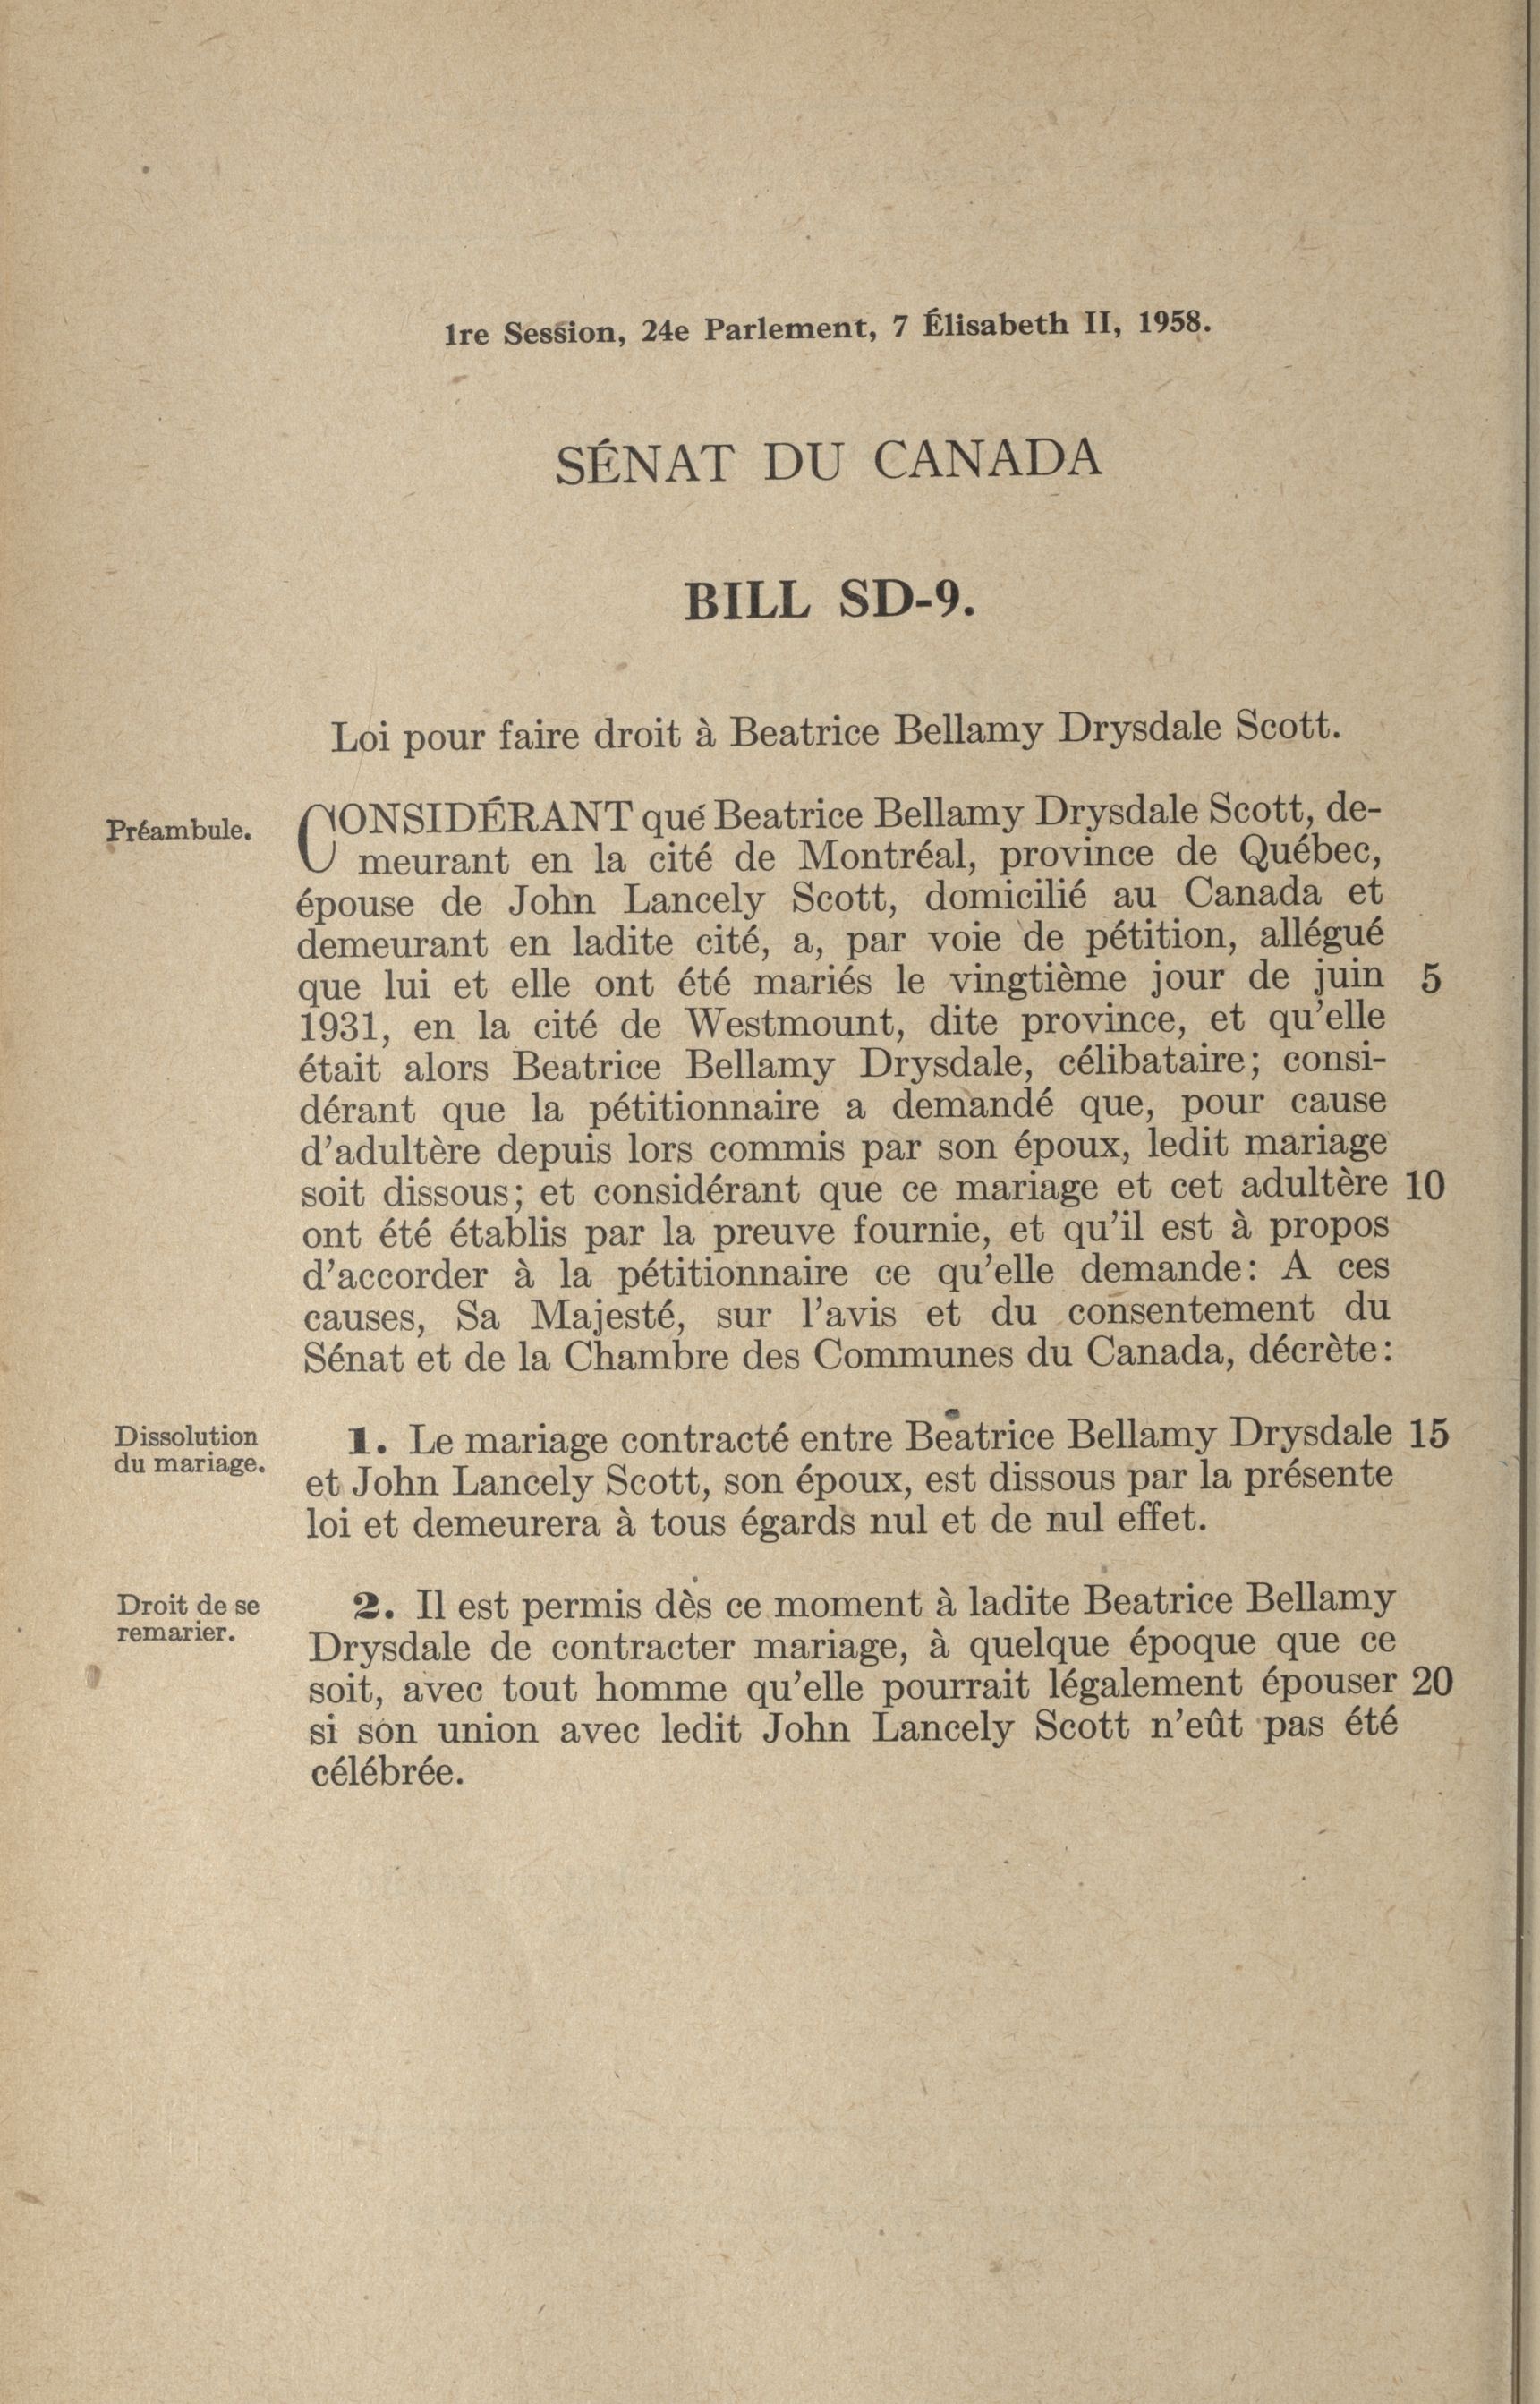 1re Session, 24e Parlement, 7 Élisabeth II, 1958.
SÉNAT DU CANADA
BILL SD-9.
Loi pour faire droit à Beatrice Bellamy Drysdale Scott.
Préambule.
CONSIDÉRANT que Beatrice Bellamy Drysdale Scott, de-
meurant en la cité de Montréal, province de Québec,
épouse de John Lancely Scott, domicilié au Canada et
demeurant en ladite cité, a, par voie de pétition, allégué
que lui et elle ont été mariés le vingtième jour de juin 5
1931, en la cité de Westmount, dite province, et qu'elle
était alors Beatrice Bellamy Drysdale, célibataire; consi-
dérant que la pétitionnaire a demandé que, pour cause
d'adultère depuis lors commis par son époux, ledit mariage
soit dissous; et considérant que ce mariage et cet adultère 10
ont été établis par la preuve fournie, et qu'il est à propos
d'accorder à la pétitionnaire ce qu'elle demande: A ces
causes, Sa Majesté, sur l'avis et du consentement du
Sénat et de la Chambre des Communes du Canada, décrète:
Dissolution
du mariage.
1. Le mariage contracté entre Beatrice Bellamy Drysdale 15
et John Lancely Scott, son époux, est dissous par la présente
loi et demeurera à tous égards nul et de nul effet.
Droit de se
remarier.
2. Il est permis dès ce moment à ladite Beatrice Bellamy
Drysdale de contracter mariage, à quelque époque que ce
soit, avec tout homme qu'elle pourrait légalement épouser 20
si son union avec ledit John Lancely Scott n'eût pas été
célébrée.